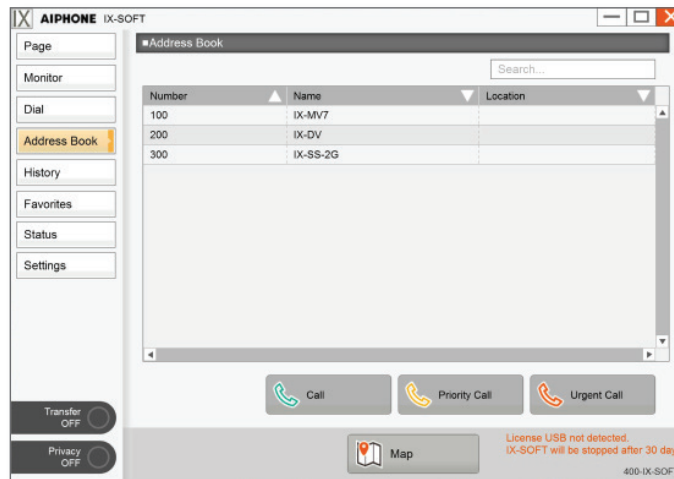 IX AIPHONE IX-SOFT
Page
Monitor
Dial
Address Book
History
Favorites
Status
Settings
Transfer
OFF
Privacy
OFF
■Address Book
Search...
Number Name Location
100 IX-MV7
200 IX-DV
300 IX-SS-2G
Call Priority Call Urgent Call
Map
License USB not detected.
IX-SOFT will be stopped after 30 day
400-IX-SOF